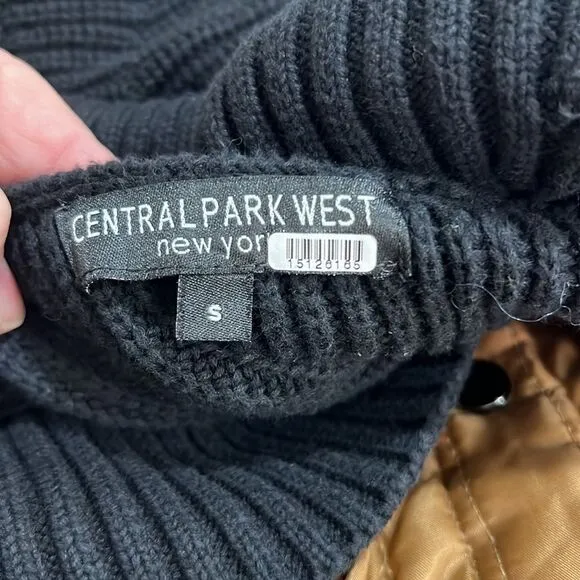 CENTRAL PARK WEST
new yor
15126165
S